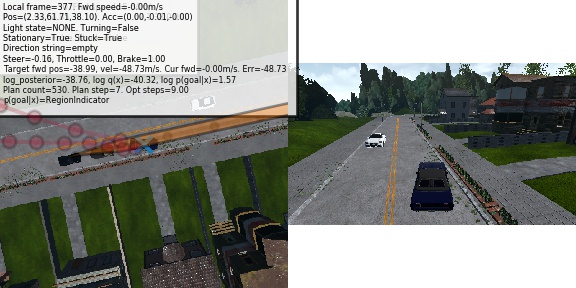 Local frame=377. Fwd speed=-0.00m/s
Pos=(2.33,61.71,38.10). Acc=(0.00,-0.01,-0.00)
Light state=NONE. Turning=False
Stationary=True. Stuck=True
Direction string=empty
Steer=-0.16, Throttle=0.00, Brake=1.00
Target fwd pos=-38.99, vel=-48.73m/s. Cur fwd=-0.00m/s. Err=-48.73
log_posterior=-38.76, log q(x)=-40.32, log p(goal|x)=1.57
Plan count=530. Plan step=7. Opt steps=9.00
p(goal|x)=RegionIndicator